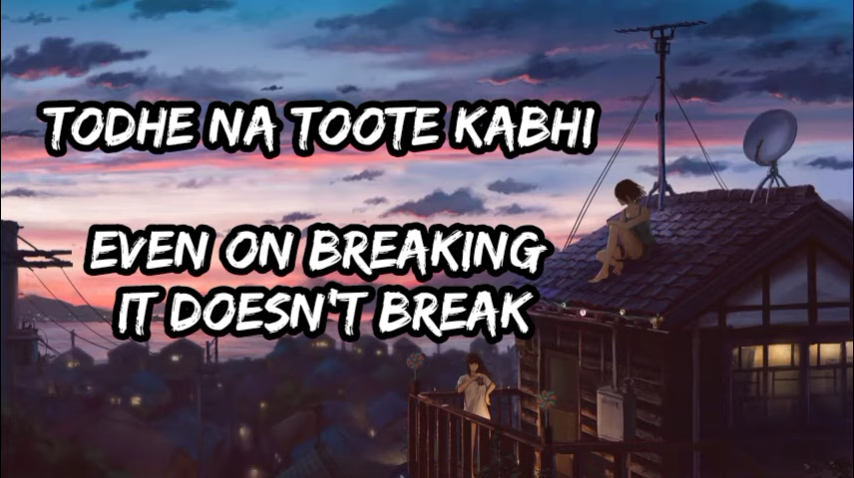 TODHE NA TOOTE KABHI
EVEN ON BREAKING
IT DOESN'T BREAK